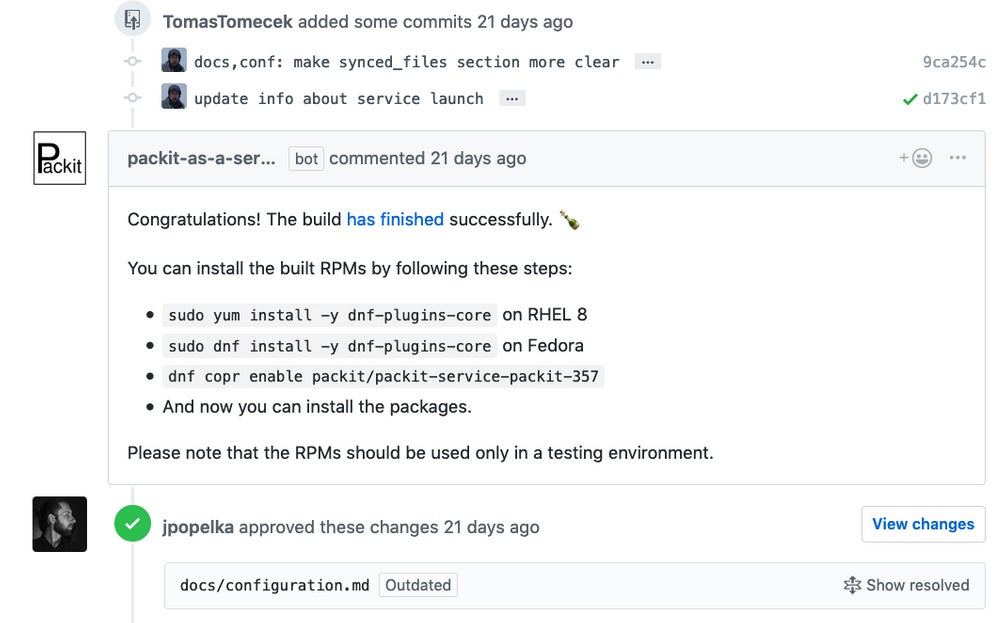 TomasTomecek added some commits 21 days ago
docs,conf: make synced_files section more clear ...
9ca254c
update info about service launch ...
d173cf1
Packit
packit-as-a-ser... bot commented 21 days ago
Congratulations! The build has finished successfully.
You can install the built RPMs by following these steps:
• sudo yum install -y dnf-plugins-core on RHEL 8
• sudo dnf install -y dnf-plugins-core on Fedora
• dnf copr enable packit/packit-service-packit-357
• And now you can install the packages.
Please note that the RPMs should be used only in a testing environment.
jpopelka approved these changes 21 days ago
View changes
docs/configuration.md Outdated
Show resolved